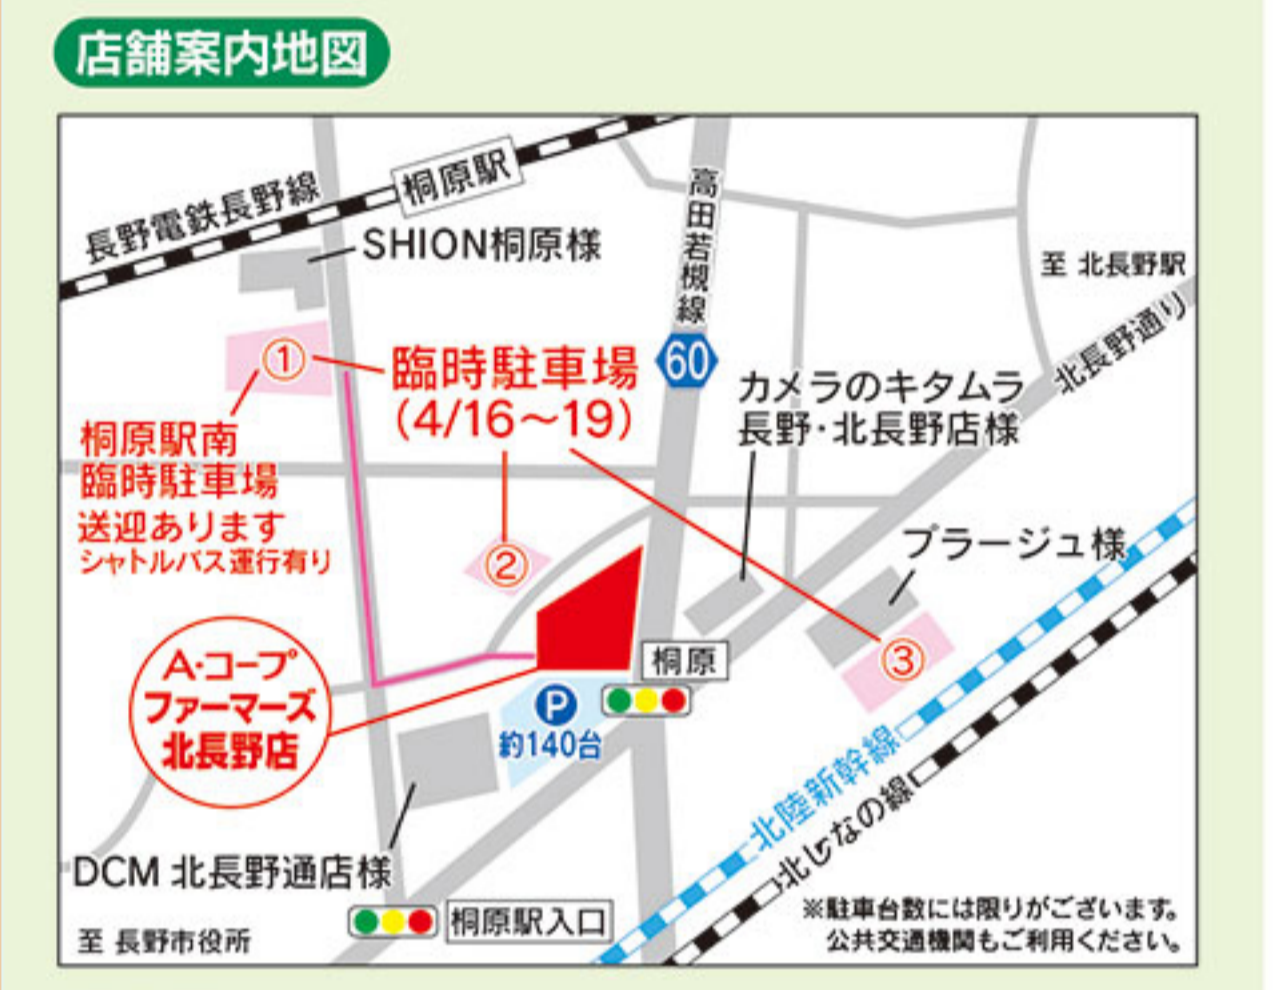 店舗案内地図
長野電鉄長野線
桐原駅
高田若槻線
SHION桐原様
至 北長野駅
北長野通り
①
臨時駐車場
(4/16～19)
60
カメラのキタムラ
長野・北長野店様
桐原駅南
臨時駐車場
送迎あります
シャトルバス運行有り
②
プラージュ様
③
A・コープ
ファーマーズ
北長野店
桐原
P
約140台
北陸新幹線
北しなの線
DCM 北長野通店様
桐原駅入口
至 長野市役所
※駐車台数には限りがございます。
公共交通機関もご利用ください。